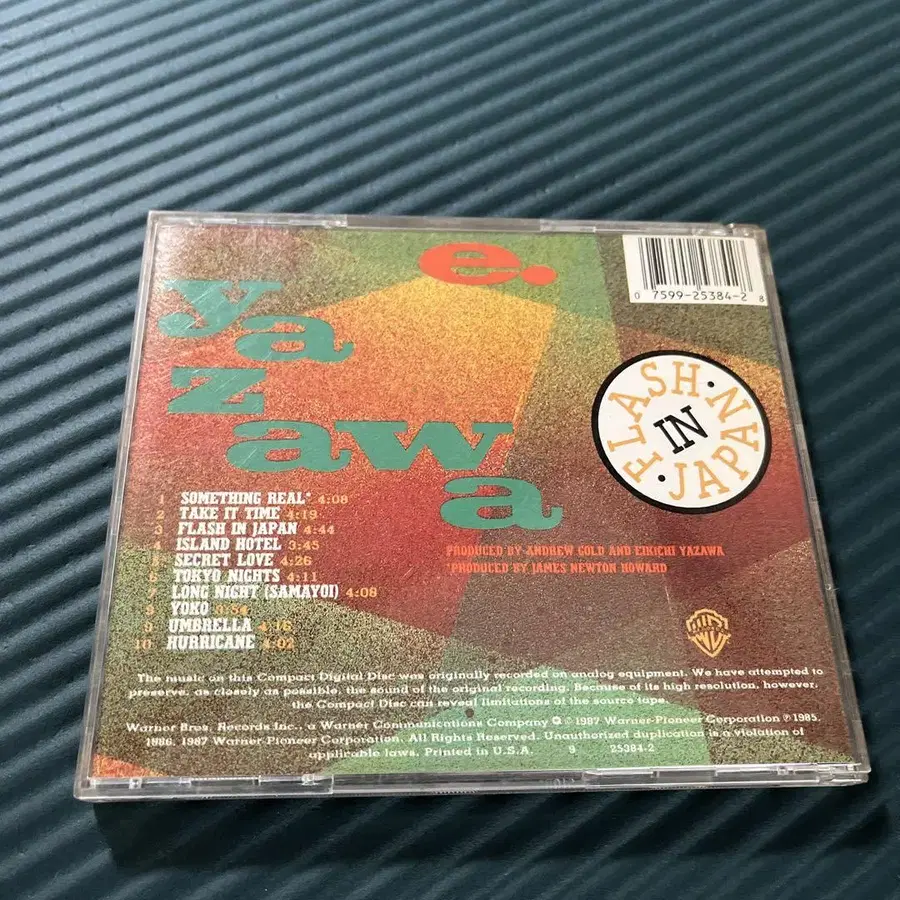 e.
yazawa
0 7599-25384-2 8
FLASH IN JAPAN
1 SOMETHING REAL* 4:08
2 TAKE IT TIME 4:19
3 FLASH IN JAPAN 4:44
4 ISLAND HOTEL 3:45
5 SECRET LOVE 4:26
6 TOKYO NIGHTS 4:11
7 LONG NIGHT (SAMAYOI) 4:08
8 YOKO 3:54
9 UMBRELLA 4:16
10 HURRICANE 4:02
PRODUCED BY ANDREW GOLD AND EIKICHI YAZAWA
*PRODUCED BY JAMES NEWTON HOWARD
The music on this Compact Digital Disc was originally recorded on analog equipment. We have attempted to
preserve, as closely as possible, the sound of the original recording. Because of its high resolution, however,
the Compact Disc can reveal limitations of the source tape.
Warner Bros. Records Inc., a Warner Communications Company © 1987 Warner-Pioneer Corporation ℗ 1985,
1986, 1987 Warner-Pioneer Corporation. All Rights Reserved. Unauthorized duplication is a violation of
applicable laws. Printed in U.S.A. 9 25384-2